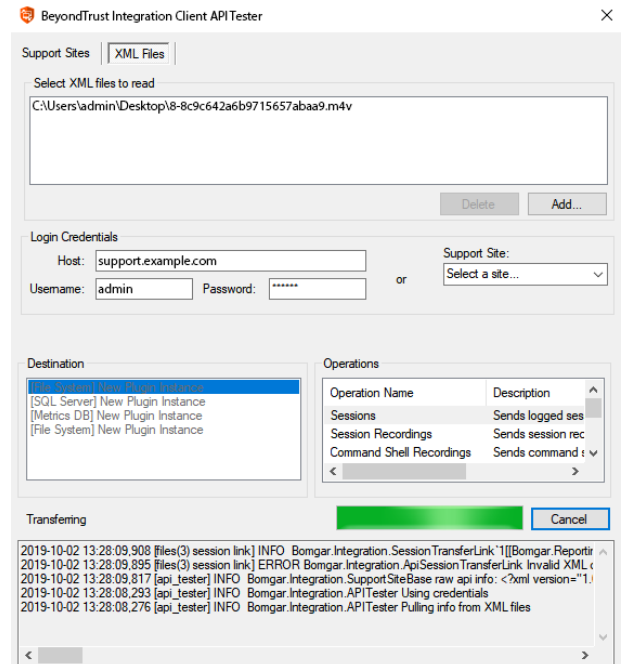 BeyondTrust Integration Client API Tester
Support Sites XML Files
Select XML files to read
C:\Users\admin\Desktop\8-8c9c642a6b9715657abaa9.m4v
Delete Add...
Login Credentials
Host: support.example.com
Username: admin Password: ******
or
Support Site:
Select a site...
Destination
[File System] New Plugin Instance
[SQL Server] New Plugin Instance
[Metrics DB] New Plugin Instance
[File System] New Plugin Instance
Operations
Operation Name Description
Sessions Sends logged ses
Session Recordings Sends session rec
Command Shell Recordings Sends command s
Transferring Cancel
2019-10-02 13:28:09,908 [files(3) session link] INFO Bomgar.Integration.SessionTransferLink`1[[Bomgar.Reportin
2019-10-02 13:28:09,895 [files(3) session link] ERROR Bomgar.Integration.ApiSessionTransferLink Invalid XML
2019-10-02 13:28:09,817 [api_tester] INFO Bomgar.Integration.SupportSiteBase raw api info: <?xml version="1.
2019-10-02 13:28:08,293 [api_tester] INFO Bomgar.Integration.APITester Using credentials
2019-10-02 13:28:08,276 [api_tester] INFO Bomgar.Integration.APITester Pulling info from XML files